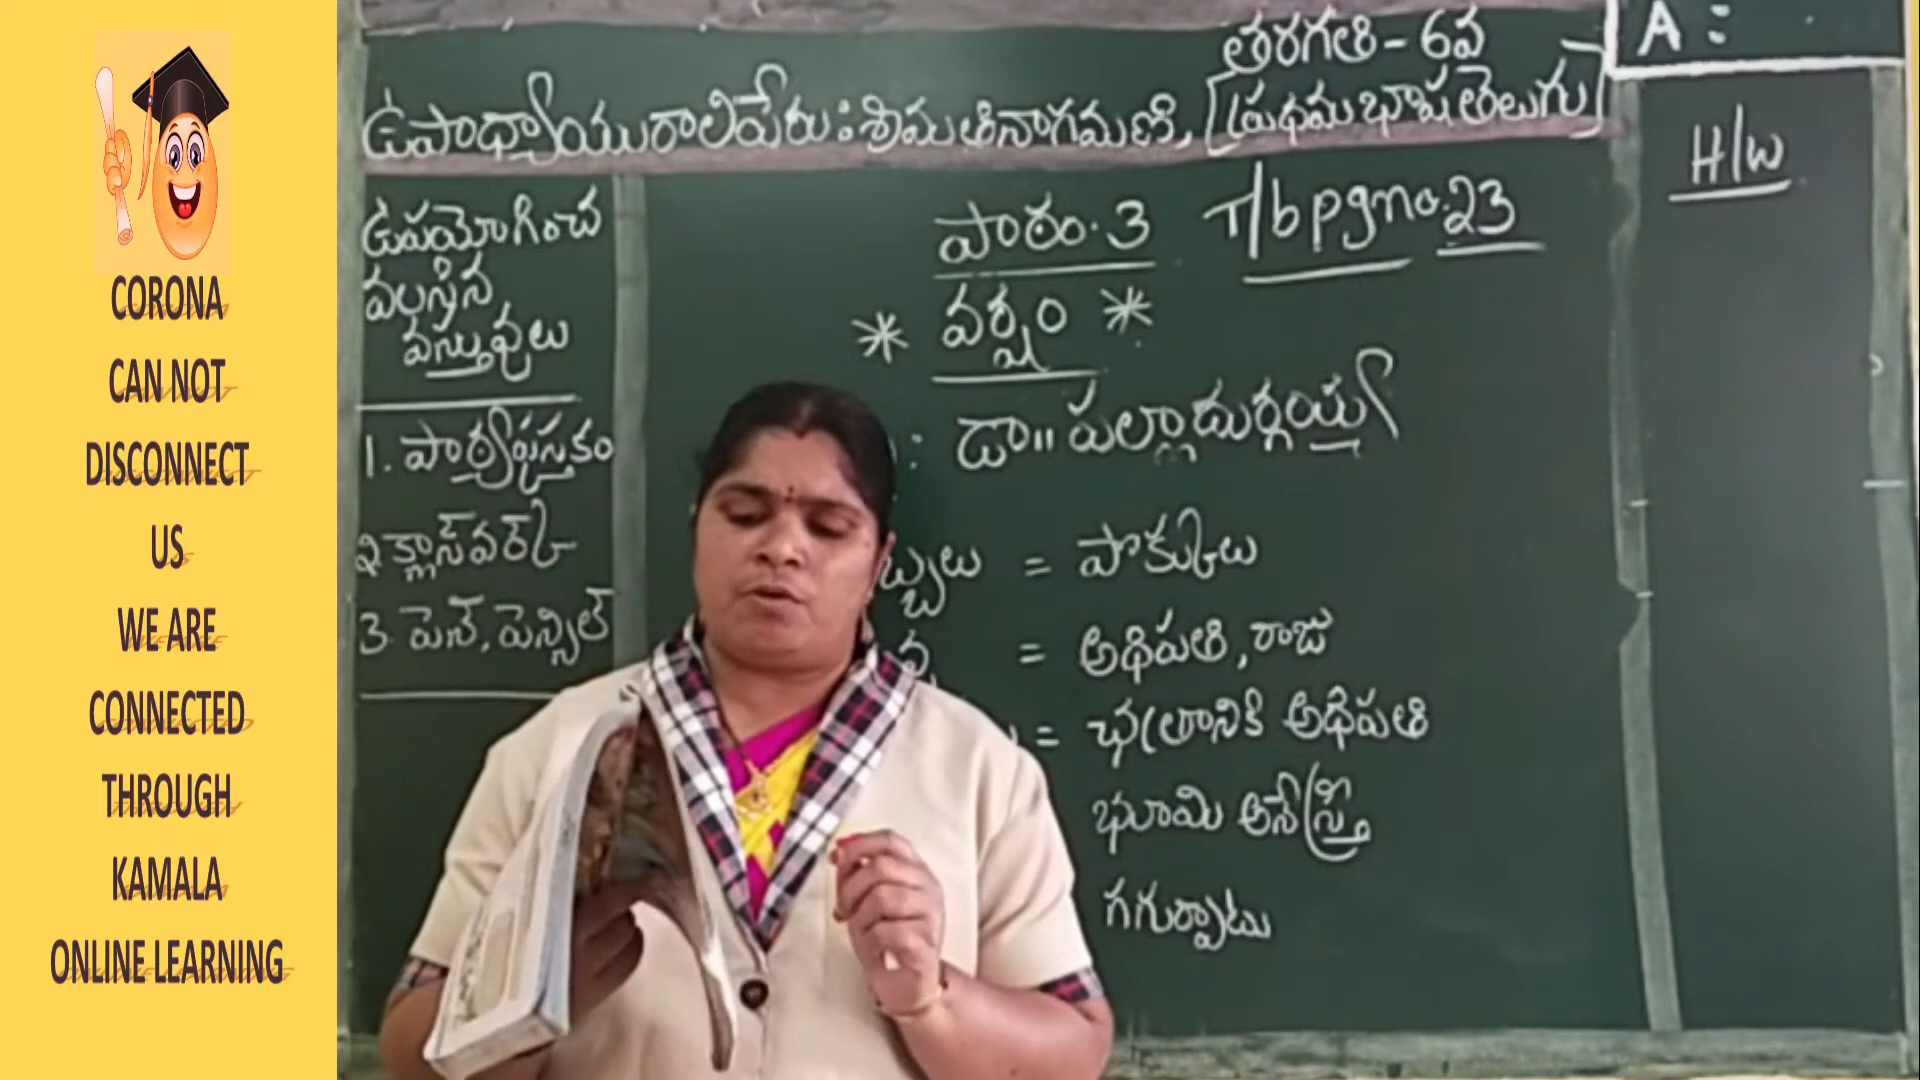 CORONA
CAN NOT
DISCONNECT
US
WE ARE
CONNECTED
THROUGH
KAMALA
ONLINE LEARNING
తరగతి - 6వ
ఉపాధ్యాయురాలి పేరు : శ్రీమతి నాగమణి, [ప్రథమ భాష తెలుగు]
A :
H/w
ఉపయోగించ
వలసిన
వస్తువులు
1. పాఠ్యపుస్తకం
2 క్లాస్ వర్క్
3 పెన్, పెన్సిల్
పాఠం. 3 T/b pg no. 23
* వర్షం *
: డా" పల్లా దుర్గయ్య
బ్బులు = పొక్కులు
= అధిపతి, రాజు
= ఛత్రానికి అధిపతి
భూమి అనే స్త్రీ
గగుర్పాటు